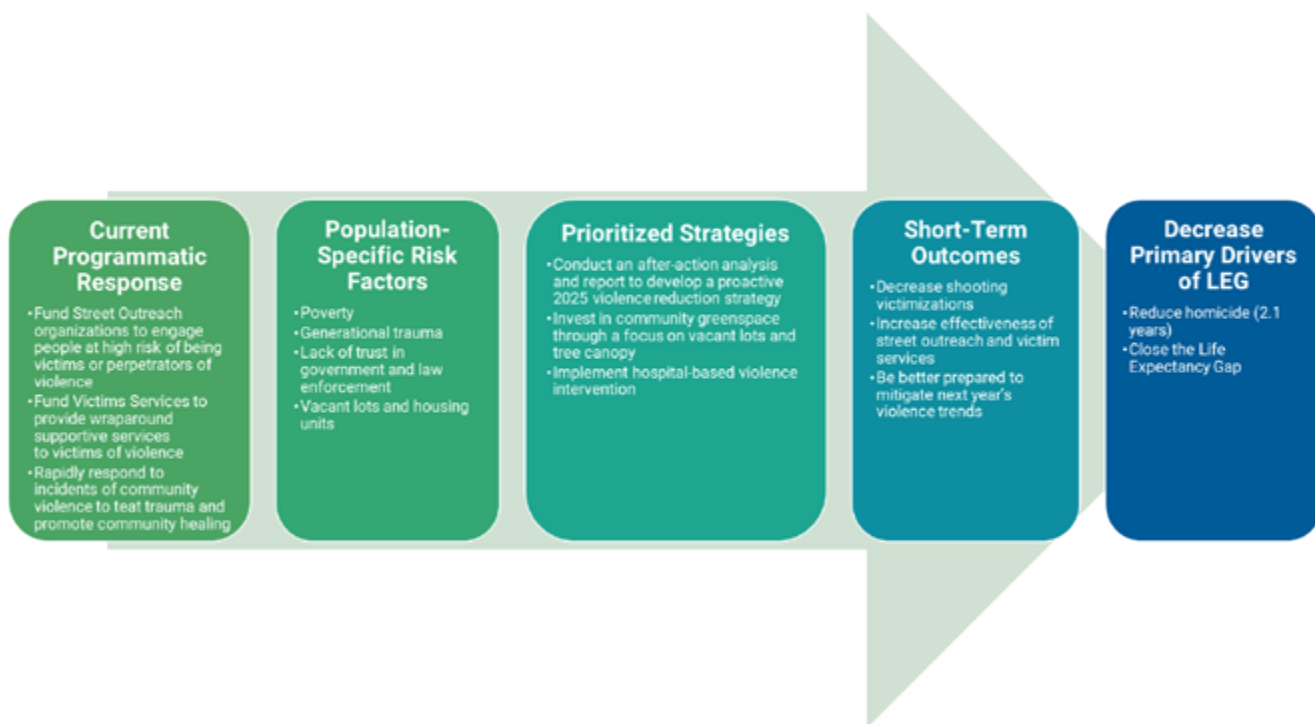 Current
Programmatic
Response
•Fund Street Outreach
organizations to engage
people at high risk of being
victims or perpetrators of
violence
•Fund Victims Services to
provide wraparound
supportive services
to victims of violence
•Rapidly respond to
incidents of community
violence to teat trauma and
promote community healing
Population-
Specific Risk
Factors
•Poverty
•Generational trauma
•Lack of trust in
government and law
enforcement
•Vacant lots and housing
units
Prioritized Strategies
•Conduct an after-action analysis
and report to develop a proactive
2025 violence reduction strategy
•Invest in community greenspace
through a focus on vacant lots and
tree canopy
•Implement hospital-based violence
intervention
Short-Term
Outcomes
•Decrease shooting
victimizations
•Increase effectiveness of
street outreach and victim
services
•Be better prepared to
mitigate next year's
violence trends
Decrease
Primary Drivers
of LEG
•Reduce homicide (2.1
years)
•Close the Life
Expectancy Gap